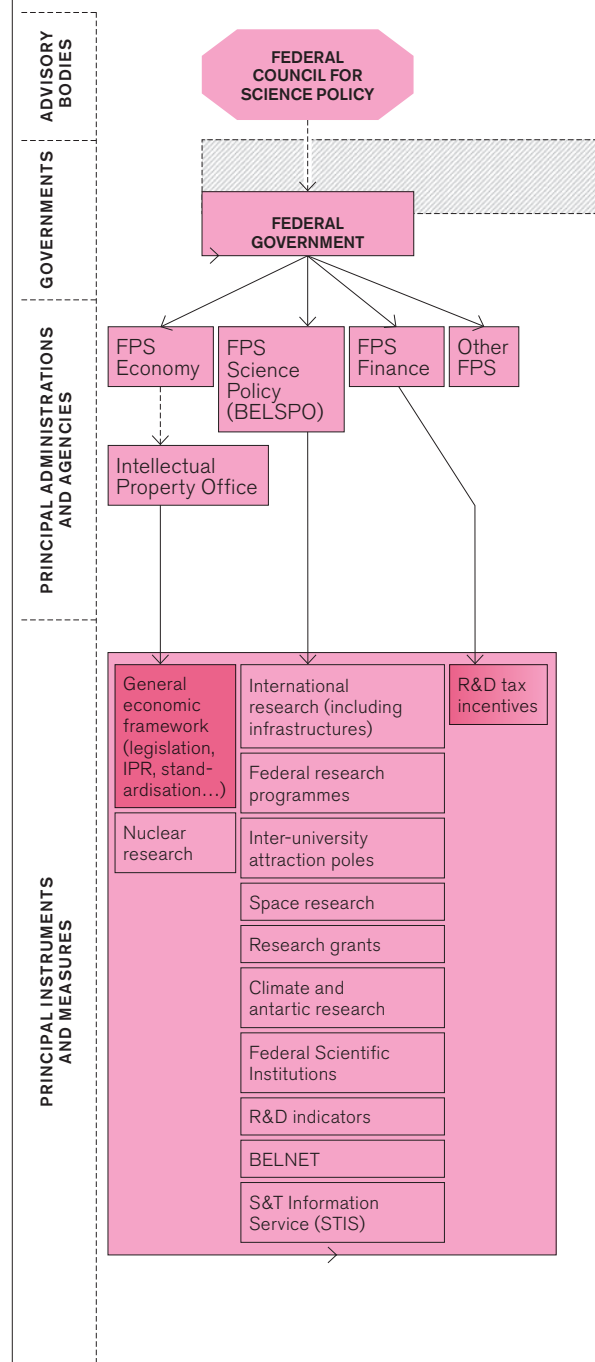 ADVISORY
BODIES
FEDERAL
COUNCIL FOR
SCIENCE POLICY
GOVERNMENTS
FEDERAL
GOVERNMENT
PRINCIPAL ADMINISTRATIONS
AND AGENCIES
FPS
Economy
FPS
Science
Policy
(BELSPO)
FPS
Finance
Other
FPS
Intellectual
Property Office
PRINCIPAL INSTRUMENTS
AND MEASURES
General
economic
framework
(legislation,
IPR, stand-
ardisation…)
Nuclear
research
International
research (including
infrastructures)
Federal research
programmes
Inter-university
attraction poles
Space research
Research grants
Climate and
antartic research
Federal Scientific
Institutions
R&D indicators
BELNET
S&T Information
Service (STIS)
R&D tax
incentives